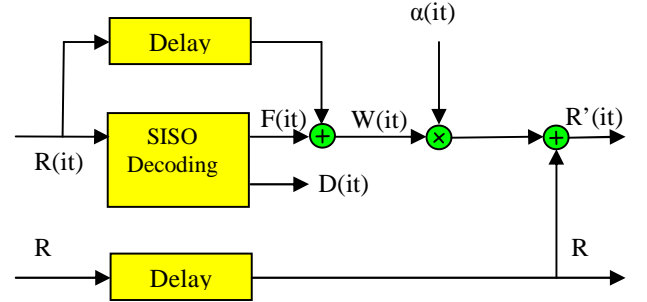 α(it)
Delay
F(it)
+
W(it)
×
+
R'(it)
R(it)
SISO
Decoding
D(it)
R
R
Delay